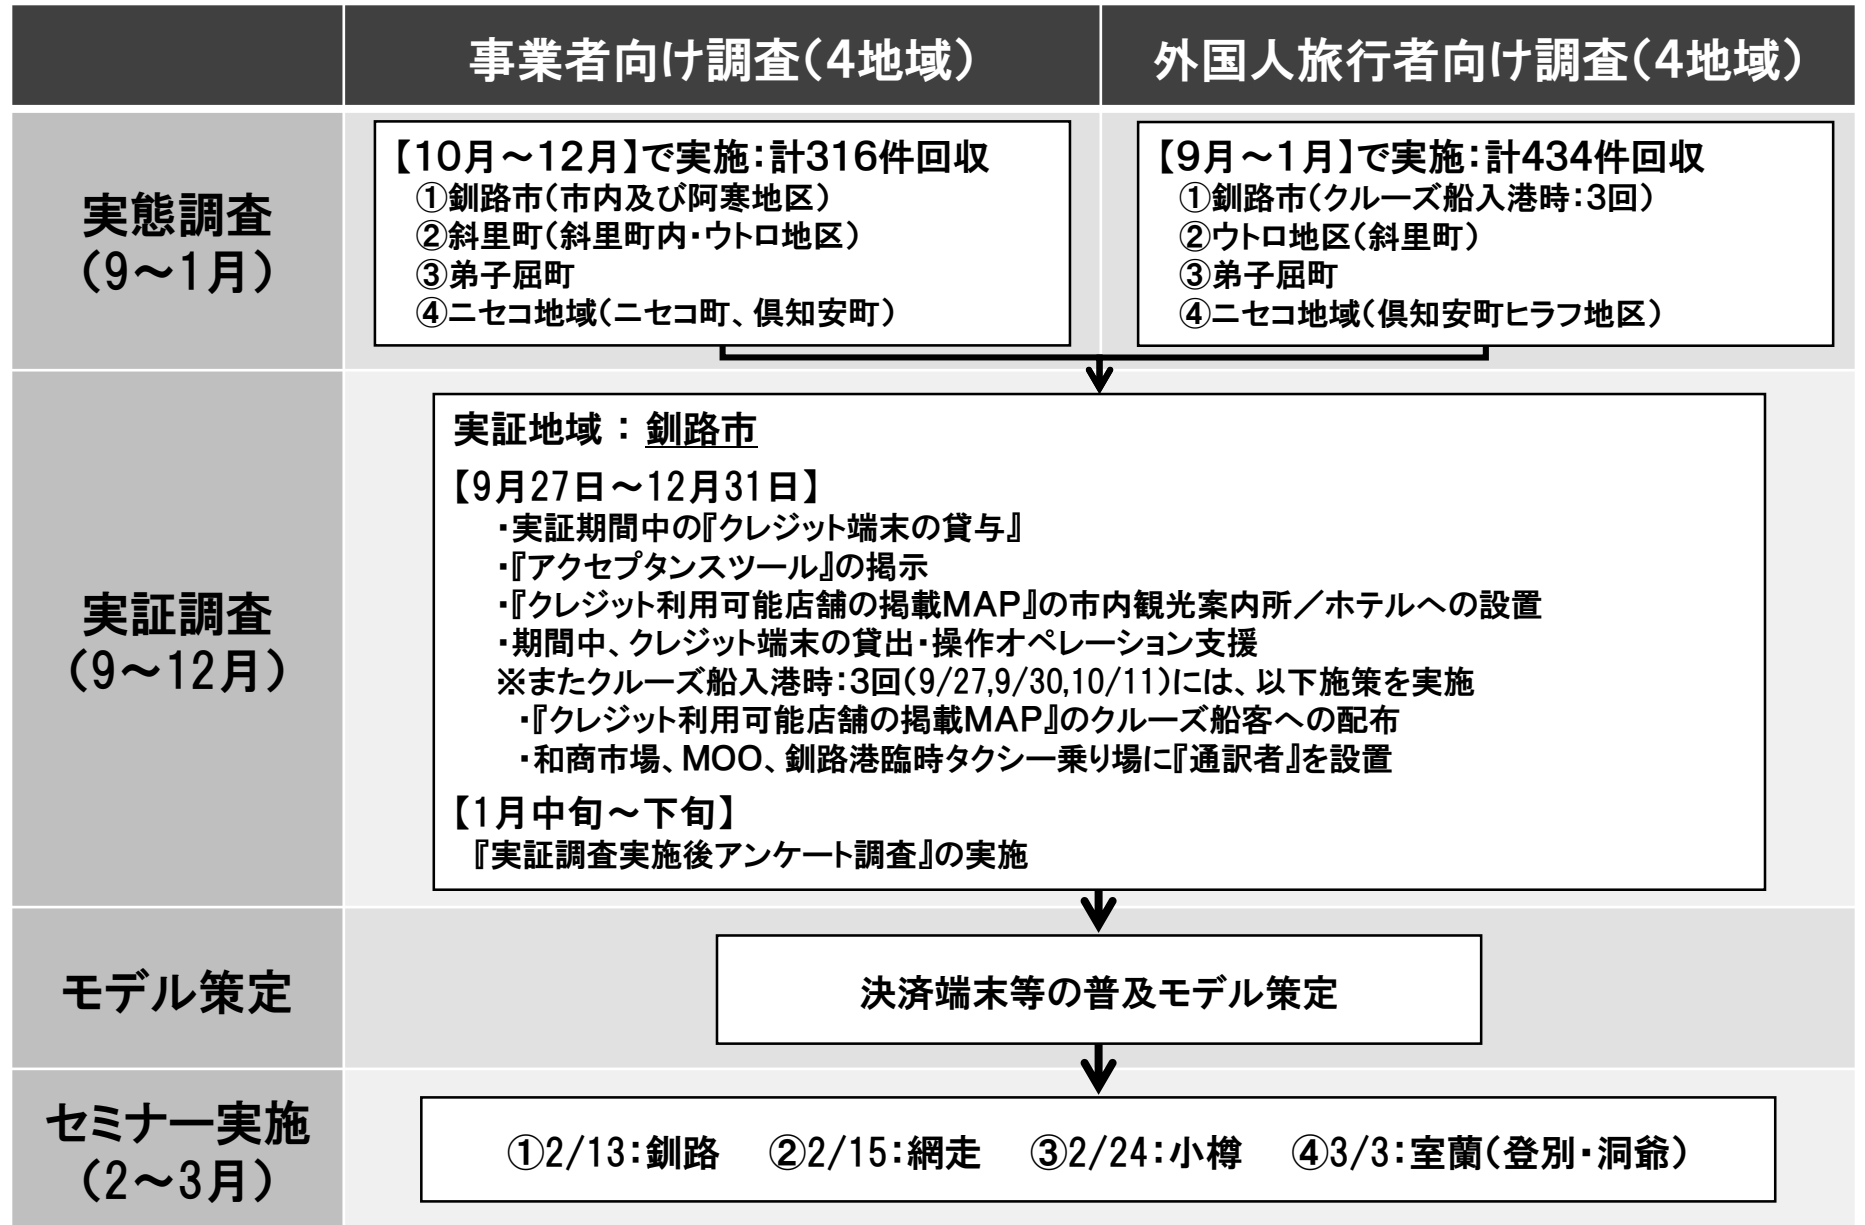 事業者向け調査(4地域)
外国人旅行者向け調査(4地域)
実態調査
(9～1月)
【10月～12月】で実施：計316件回収
①釧路市(市内及び阿寒地区)
②斜里町(斜里町内・ウトロ地区)
③弟子屈町
④ニセコ地域(ニセコ町、倶知安町)
【9月～1月】で実施：計434件回収
①釧路市(クルーズ船入港時：3回)
②ウトロ地区(斜里町)
③弟子屈町
④ニセコ地域(倶知安町ヒラフ地区)
実証調査
(9～12月)
実証地域：釧路市
【9月27日～12月31日】
・実証期間中の『クレジット端末の貸与』
・『アクセプタンスツール』の掲示
・『クレジット利用可能店舗の掲載MAP』の市内観光案内所／ホテルへの設置
・期間中、クレジット端末の貸出・操作オペレーション支援
※またクルーズ船入港時：3回(9/27,9/30,10/11)には、以下施策を実施
・『クレジット利用可能店舗の掲載MAP』のクルーズ船客への配布
・和商市場、MOO、釧路港臨時タクシー乗り場に『通訳者』を設置
【1月中旬～下旬】
『実証調査実施後アンケート調査』の実施
モデル策定
決済端末等の普及モデル策定
セミナー実施
(2～3月)
①2/13：釧路 ②2/15：網走 ③2/24：小樽 ④3/3：室蘭(登別・洞爺)